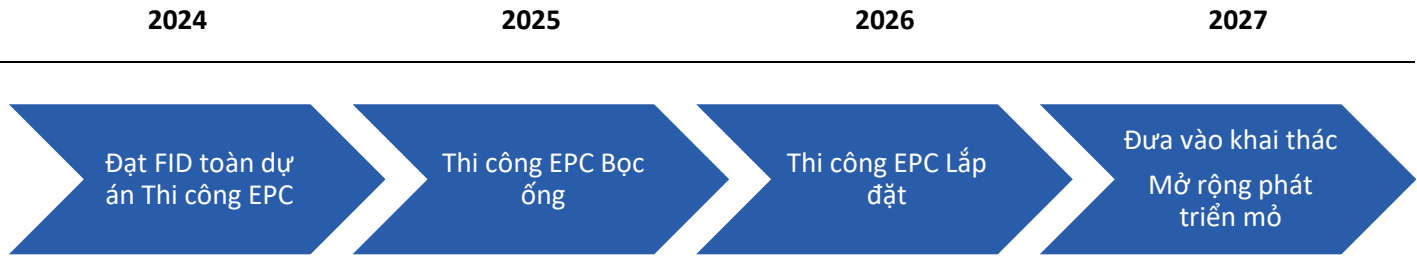 2024
2025
2026
2027
Đạt FID toàn dự
án Thi công EPC
Thi công EPC Bọc
ống
Thi công EPC Lắp
đặt
Đưa vào khai thác
Mở rộng phát
triển mỏ